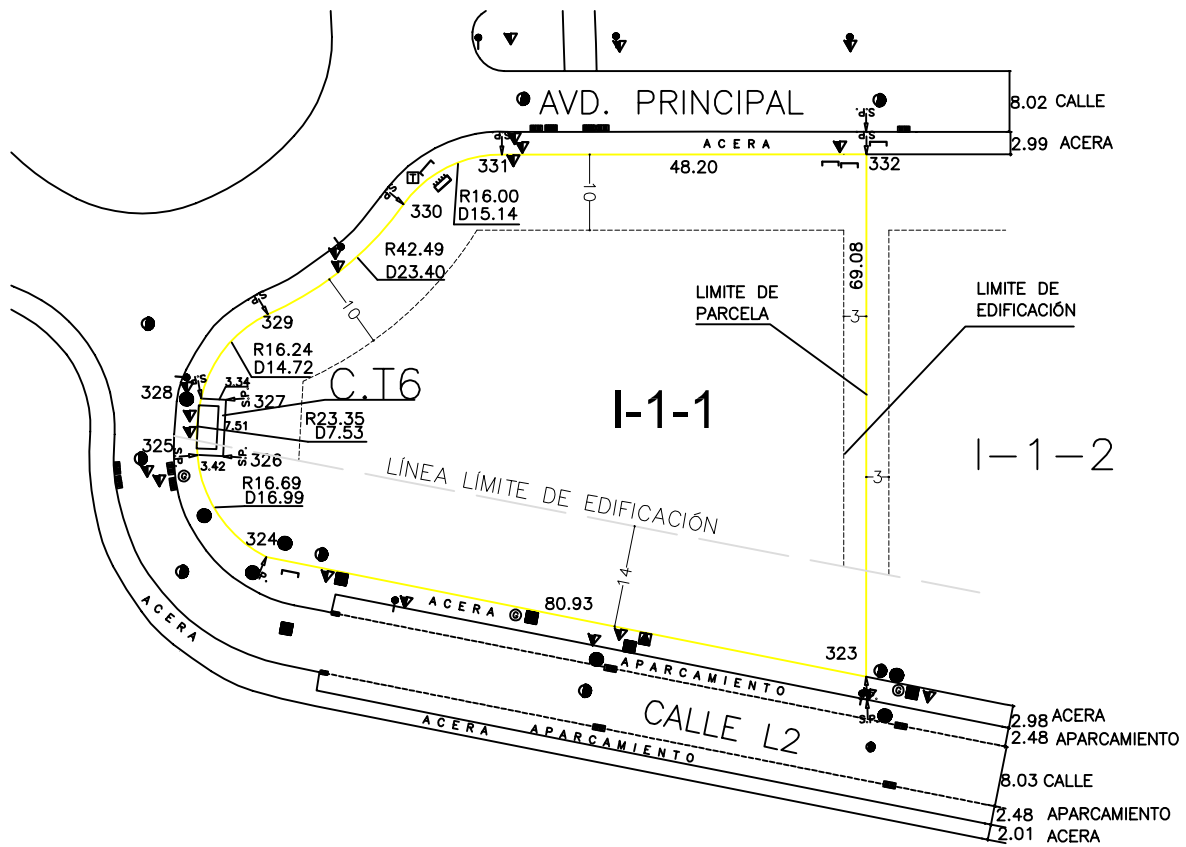 AVD. PRINCIPAL
8.02 CALLE
S.P.
S.P.
S.P.
ACERA
2.99 ACERA
331
48.20
332
T
S.P.
330
R16.00
D15.14
10
R42.49
D23.40
69.08
10
S.P.
329
LIMITE DE
PARCELA
LIMITE DE
EDIFICACIÓN
3
R16.24
D14.72
S.P.
C.T6
3.34
328
S.P.
327
I-1-1
R23.35
D7.53
7.51
325
S.P.
3.42
S.P.
326
G
I-1-2
LÍNEA LÍMITE DE EDIFICACIÓN
3
R16.69
D16.99
324
S.P.
14
ACERA
ACERA
G
80.93
323
APARCAMIENTO
G
S.P.
CALLE L2
ACERA
APARCAMIENTO
2.98 ACERA
2.48 APARCAMIENTO
8.03 CALLE
2.48 APARCAMIENTO
2.01 ACERA